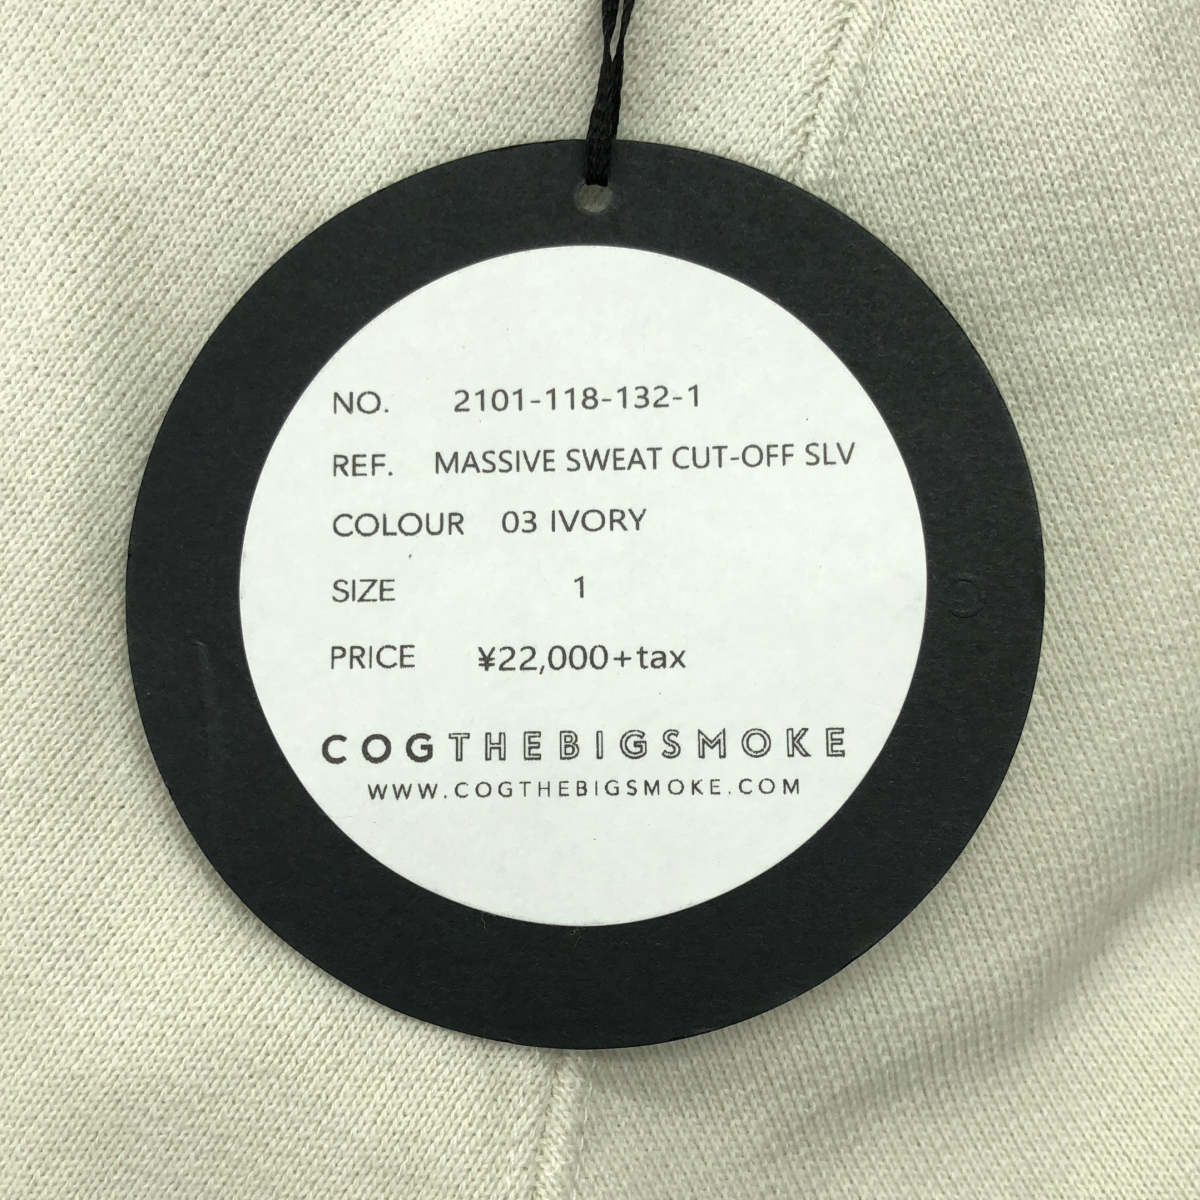 NO. 2101-118-132-1
REF. MASSIVE SWEAT CUT-OFF SLV
COLOUR 03 IVORY
SIZE 1
PRICE ¥22,000+tax
COGTHEBIGSMOKE
WWW.COGTHEBIGSMOKE.COM